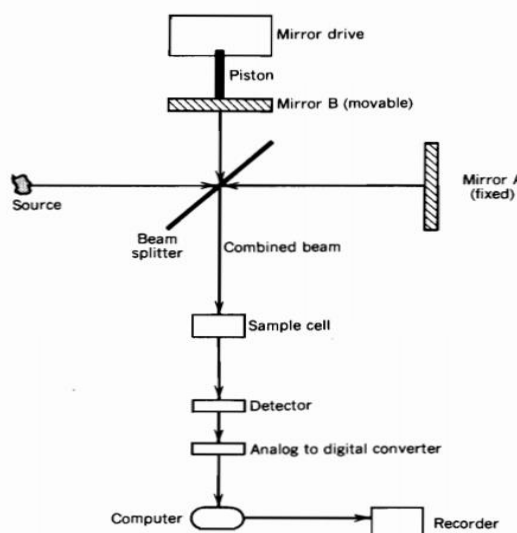 Mirror drive
Piston
Mirror B (movable)
Mirror A
(fixed)
Source
Beam
splitter
Combined beam
Sample cell
Detector
Analog to digital converter
Computer
Recorder